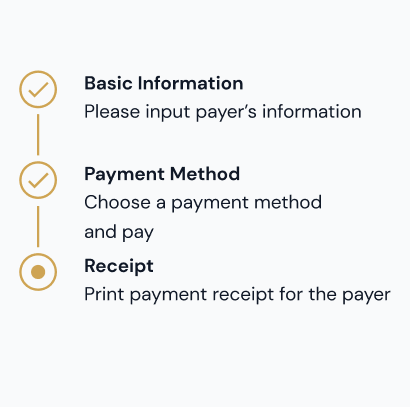 Basic Information
Please input payer’s information
Payment Method
Choose a payment method
and pay
Receipt
Print payment receipt for the payer